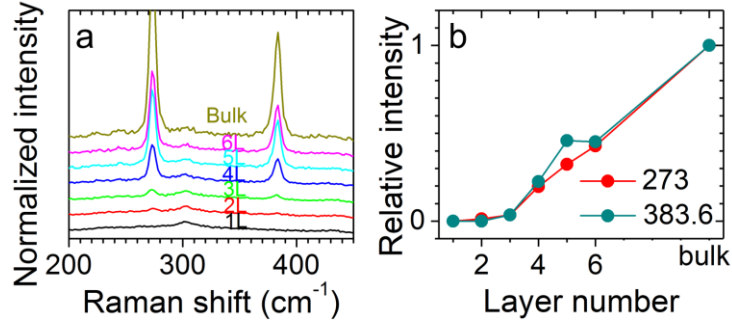 a
Normalized intensity
Bulk
6L
5L
4L
3L
2L
1L
200
300
400
Raman shift (cm⁻¹)
b
Relative intensity
1
0
273
383.6
2
4
6
bulk
Layer number